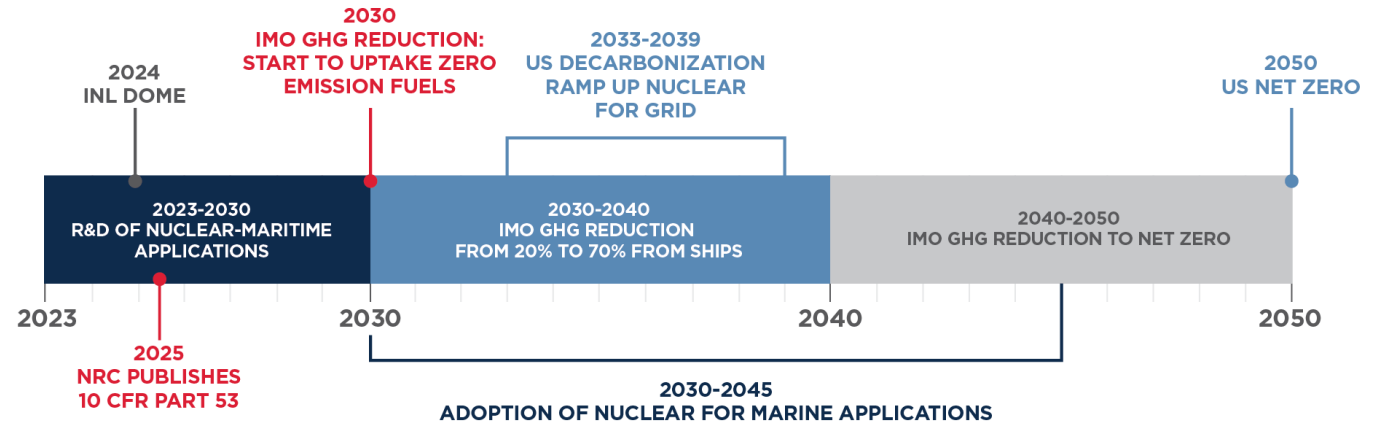 2024
INL DOME
2030
IMO GHG REDUCTION:
START TO UPTAKE ZERO
EMISSION FUELS
2033-2039
US DECARBONIZATION
RAMP UP NUCLEAR
FOR GRID
2050
US NET ZERO
2023-2030
R&D OF NUCLEAR-MARITIME
APPLICATIONS
2030-2040
IMO GHG REDUCTION
FROM 20% TO 70% FROM SHIPS
2040-2050
IMO GHG REDUCTION TO NET ZERO
2023
2030
2040
2050
2025
NRC PUBLISHES
10 CFR PART 53
2030-2045
ADOPTION OF NUCLEAR FOR MARINE APPLICATIONS